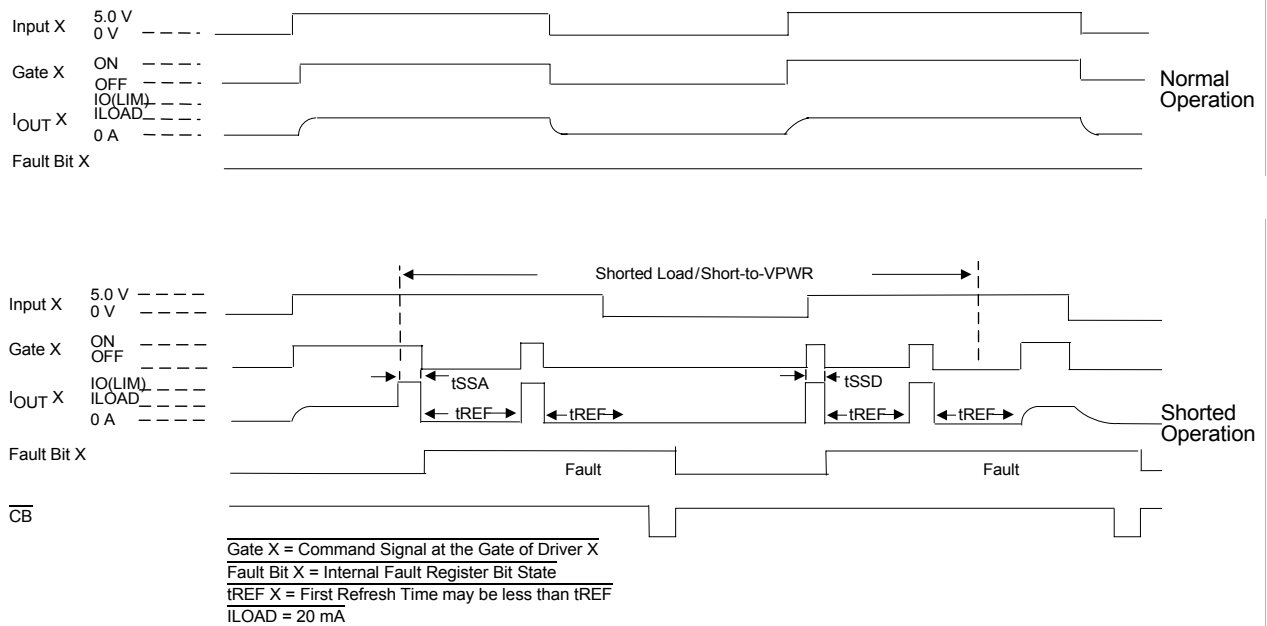 Input X 5.0 V
0 V
Gate X ON
OFF
IO(LIM)
IOUT X ILOAD
0 A
Fault Bit X
Normal
Operation
Shorted Load/Short-to-VPWR
Input X 5.0 V
0 V
Gate X ON
OFF
IOUT X IO(LIM)
ILOAD
0 A
tSSA
tSSD
tREF
tREF
tREF
tREF
Shorted
Operation
Fault Bit X
Fault
Fault
CB
Gate X = Command Signal at the Gate of Driver X
Fault Bit X = Internal Fault Register Bit State
tREF X = First Refresh Time may be less than tREF
ILOAD = 20 mA